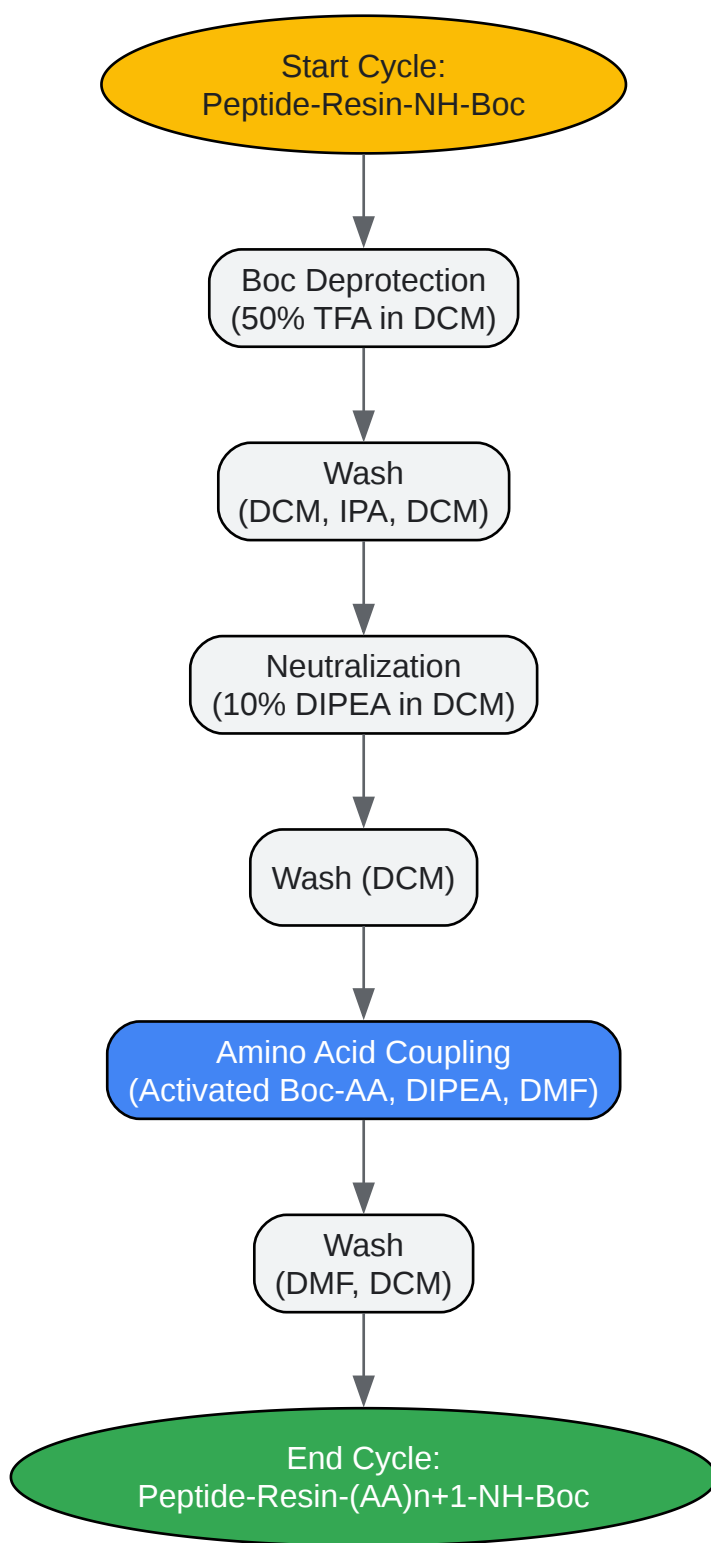 Start Cycle:
Peptide-Resin-NH-Boc
Boc Deprotection
(50% TFA in DCM)
Wash
(DCM, IPA, DCM)
Neutralization
(10% DIPEA in DCM)
Wash (DCM)
Amino Acid Coupling
(Activated Boc-AA, DIPEA, DMF)
Wash
(DMF, DCM)
End Cycle:
Peptide-Resin-(AA)n+1-NH-Boc